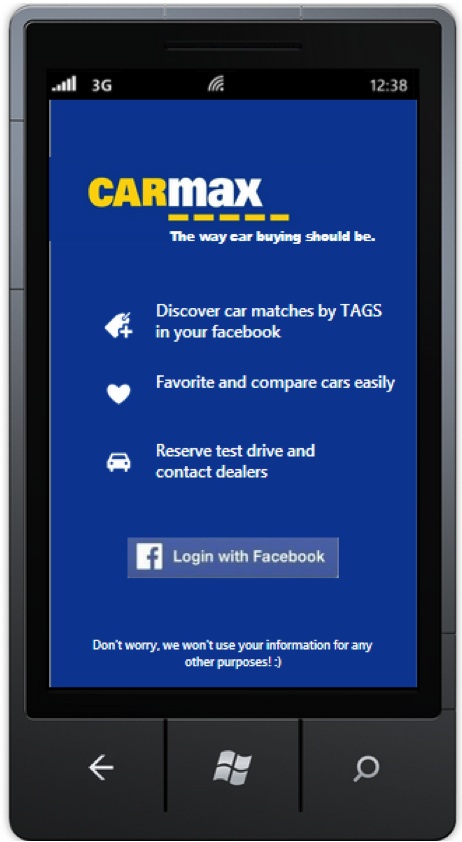 3G 12:38
CARmax
The way car buying should be.
Discover car matches by TAGS
in your facebook
Favorite and compare cars easily
Reserve test drive and
contact dealers
f Login with Facebook
Don't worry, we won't use your information for any
other purposes! :)